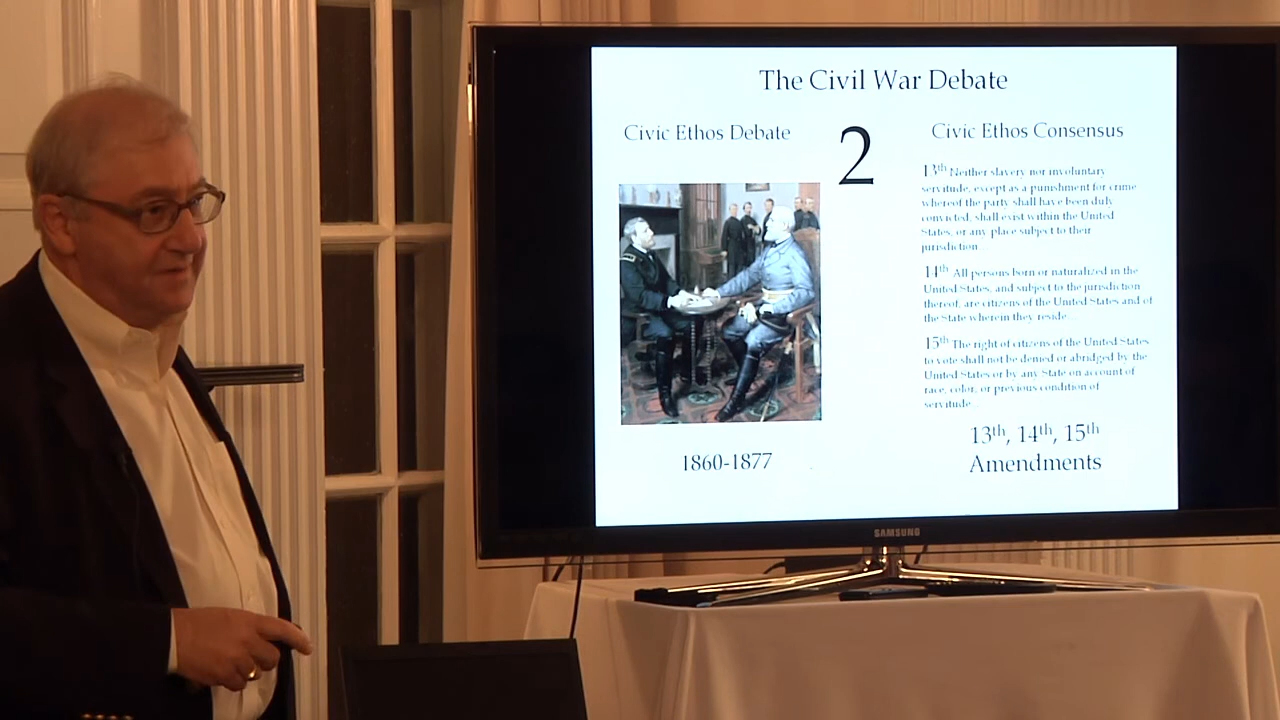 The Civil War Debate
Civic Ethos Debate
2
Civic Ethos Consensus
13th Neither slavery nor involuntary
servitude, except as a punishment for crime
whereof the party shall have been duly
convicted, shall exist within the United
States, or any place subject to their
jurisdiction...
14th All persons born or naturalized in the
United States, and subject to the jurisdiction
thereof, are citizens of the United States and of
the State wherein they reside...
15th The right of citizens of the United States
to vote shall not be denied or abridged by the
United States or by any State on account of
race, color, or previous condition of
servitude...
13th, 14th, 15th
Amendments
1860-1877
SAMSUNG